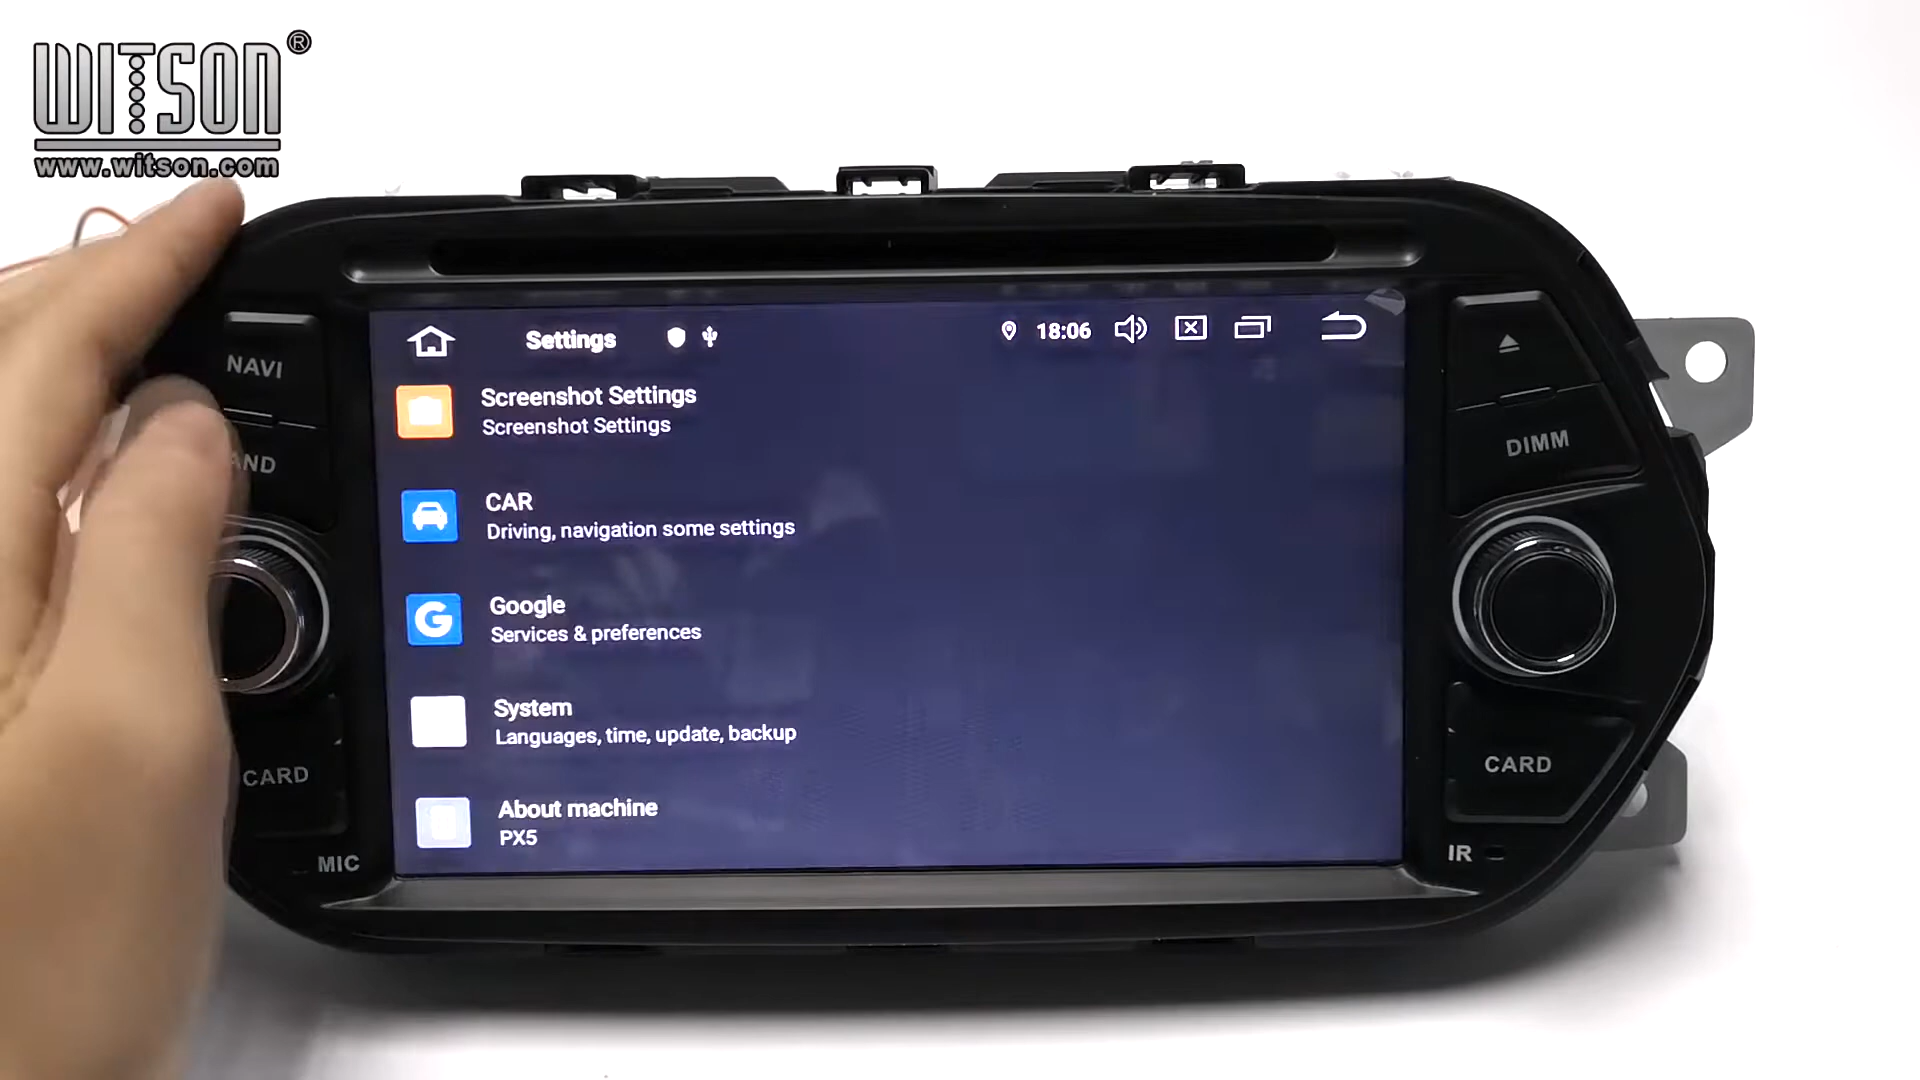 WITSON®
www.witson.com
NAVI
AND
CARD
MIC
Settings
18:06
Screenshot Settings
Screenshot Settings
CAR
Driving, navigation some settings
Google
Services & preferences
System
Languages, time, update, backup
About machine
PX5
DIMM
CARD
IR